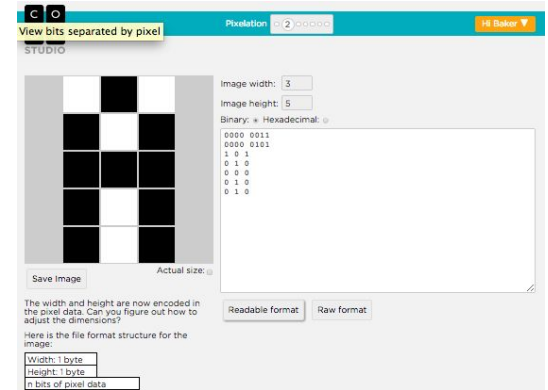 C O
View bits separated by pixel
STUDIO
Pixelation
2
Hi Baker ▼
Image width: 3
Image height: 5
Binary: Hexadecimal:
0000 0011
0000 0101
1 0 1
0 1 0
0 0 0
0 1 0
0 1 0
Actual size:
Save Image
The width and height are now encoded in
the pixel data. Can you figure out how to
adjust the dimensions?
Here is the file format structure for the
image:
Width: 1 byte
Height: 1 byte
n bits of pixel data
Readable format
Raw format